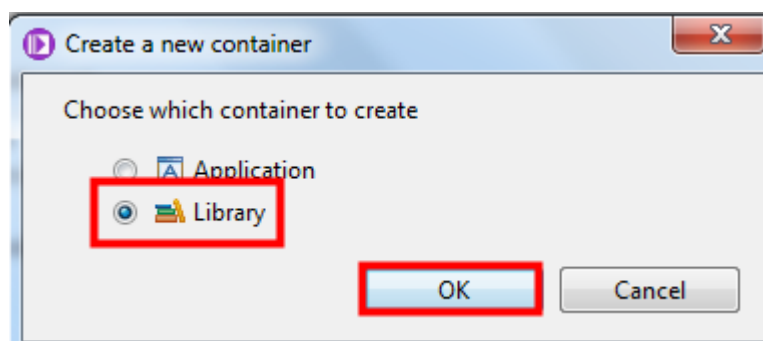 Create a new container
Choose which container to create
Application
Library
OK
Cancel